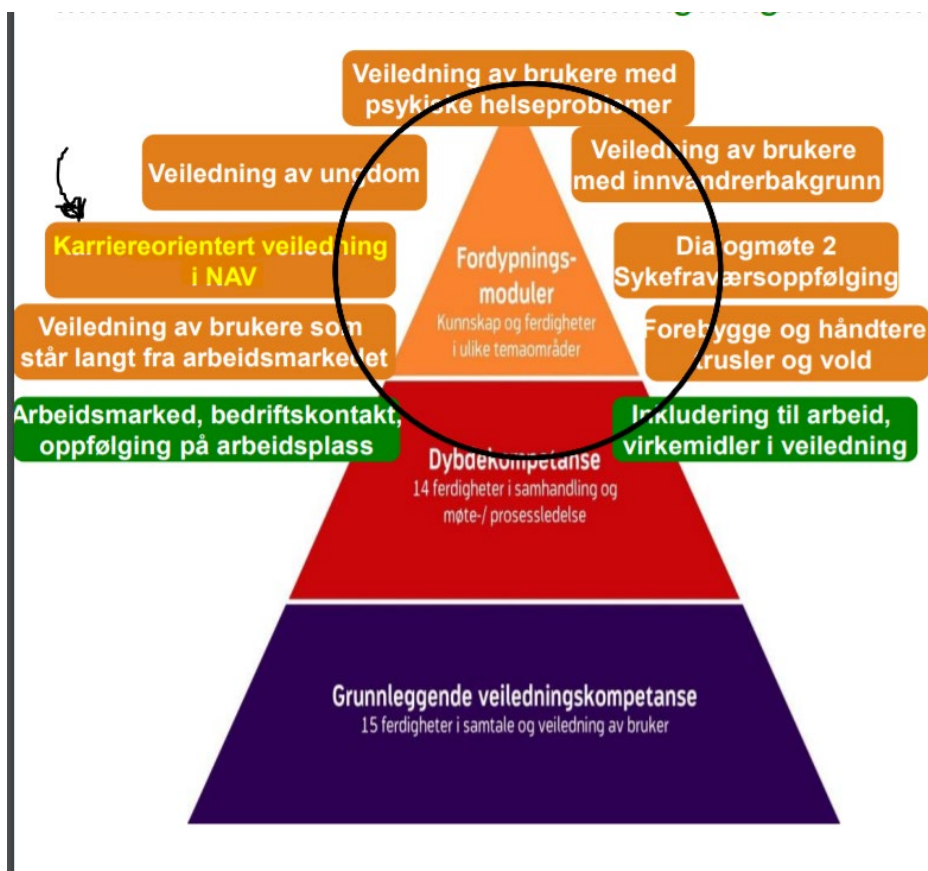 Veiledning av brukere med
psykiske helseproblemer
Veiledning av ungdom
Veiledning av brukere
med innvandrerbakgrunn
Karriereorientert veiledning
i NAV
Dialogmøte 2
Sykefraværsoppfølging
Fordypnings-
moduler
Kunnskap og ferdigheter
i ulike temaområder
Veiledning av brukere som
står langt fra arbeidsmarkedet
Forebygge og håndtere
trusler og vold
Arbeidsmarked, bedriftskontakt,
oppfølging på arbeidsplass
Inkludering til arbeid,
virkemidler i veiledning
Dybdekompetanse
14 ferdigheter i samhandling og
møte-/ prosessledelse
Grunnleggende veiledningskompetanse
15 ferdigheter i samtale og veiledning av bruker